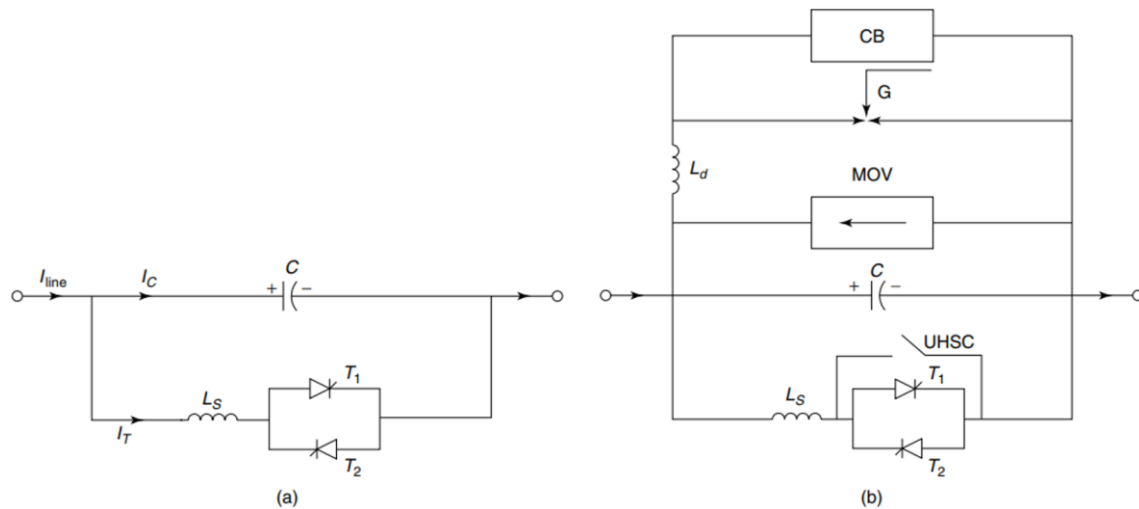 CB
G
L_d
MOV
I_line
I_C
C
+ −
L_S
T_1
I_T
T_2
(a)
C
+ −
UHSC
L_S
T_1
T_2
(b)